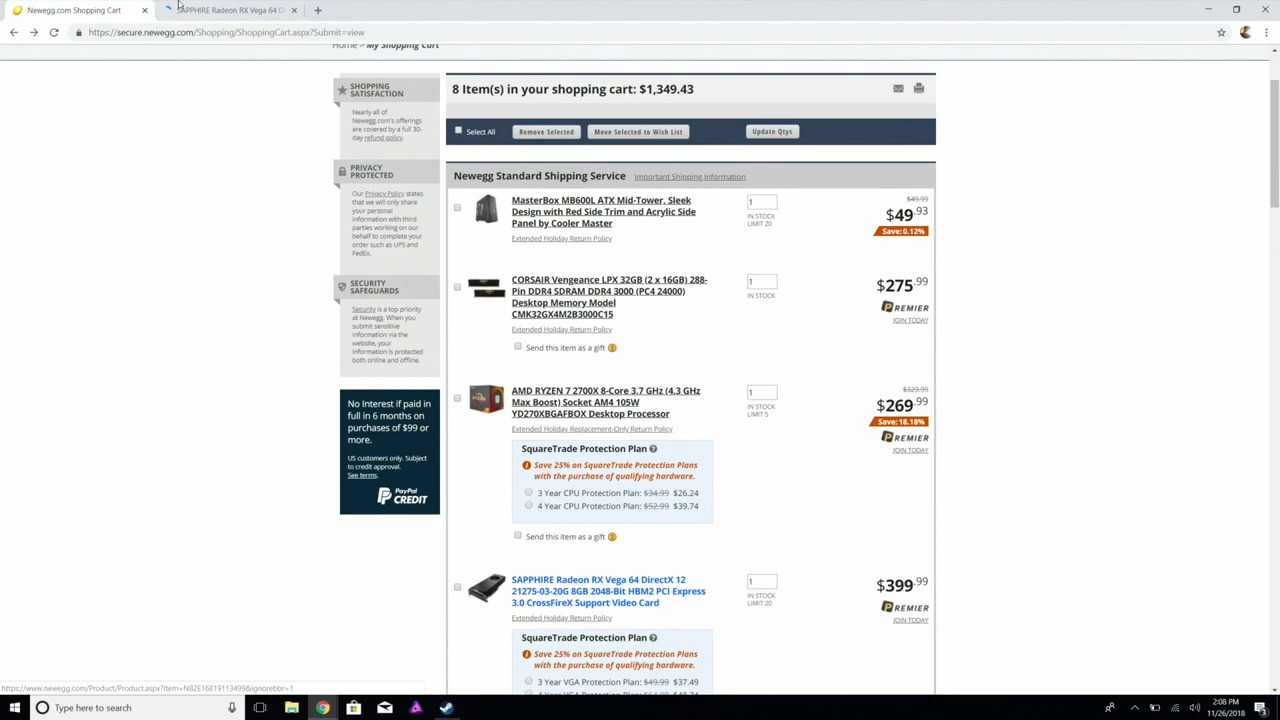 Newegg.com Shopping Cart
SAPPHIRE Radeon RX Vega 64 D
https://secure.newegg.com/Shopping/ShoppingCart.aspx?Submit=view
Home > My Shopping Cart
SHOPPING
SATISFACTION
Nearly all of
Newegg.com's offerings
are covered by a full 30-
day refund policy.
PRIVACY
PROTECTED
Our Privacy Policy states
that we will only share
your personal
information with third
parties working on our
behalf to complete your
order such as UPS and
FedEx.
SECURITY
SAFEGUARDS
Security is a top priority
at Newegg. When you
submit sensitive
information via the
website, your
information is protected
both online and offline.
No Interest if paid in
full in 6 months on
purchases of $99 or
more.
US customers only. Subject
to credit approval.
See terms.
PayPal
CREDIT
8 Item(s) in your shopping cart: $1,349.43
Select All
Remove Selected
Move Selected to Wish List
Update Qtys
Newegg Standard Shipping Service
Important Shipping Information
MasterBox MB600L ATX Mid-Tower, Sleek
Design with Red Side Trim and Acrylic Side
Panel by Cooler Master
Extended Holiday Return Policy
1
IN STOCK
LIMIT 20
$49.99
$49.93
Save: 0.12%
CORSAIR Vengeance LPX 32GB (2 x 16GB) 288-
Pin DDR4 SDRAM DDR4 3000 (PC4 24000)
Desktop Memory Model
CMK32GX4M2B3000C15
Extended Holiday Return Policy
Send this item as a gift
1
IN STOCK
$275.99
PREMIER
JOIN TODAY
AMD RYZEN 7 2700X 8-Core 3.7 GHz (4.3 GHz
Max Boost) Socket AM4 105W
YD270XBGAFBOX Desktop Processor
Extended Holiday Replacement-Only Return Policy
1
IN STOCK
LIMIT 5
$329.99
$269.99
Save: 18.18%
PREMIER
JOIN TODAY
SquareTrade Protection Plan
Save 25% on SquareTrade Protection Plans
with the purchase of qualifying hardware.
3 Year CPU Protection Plan: $34.99 $26.24
4 Year CPU Protection Plan: $52.99 $39.74
Send this item as a gift
SAPPHIRE Radeon RX Vega 64 DirectX 12
21275-03-20G 8GB 2048-Bit HBM2 PCI Express
3.0 CrossFireX Support Video Card
Extended Holiday Return Policy
1
IN STOCK
LIMIT 20
$399.99
PREMIER
JOIN TODAY
SquareTrade Protection Plan
Save 25% on SquareTrade Protection Plans
with the purchase of qualifying hardware.
3 Year VGA Protection Plan: $49.99 $37.49
4 Year VGA Protection Plan:
https://www.newegg.com/Product/Product.aspx?Item=N82E16819113499&ignorebbr=1
Type here to search
2:08 PM
11/26/2018
3